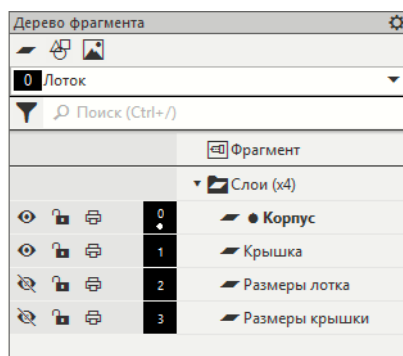 Дерево фрагмента
0 Лоток
Поиск (Ctrl+/)
Фрагмент
Слои (x4)
0 Корпус
1 Крышка
2 Размеры лотка
3 Размеры крышки